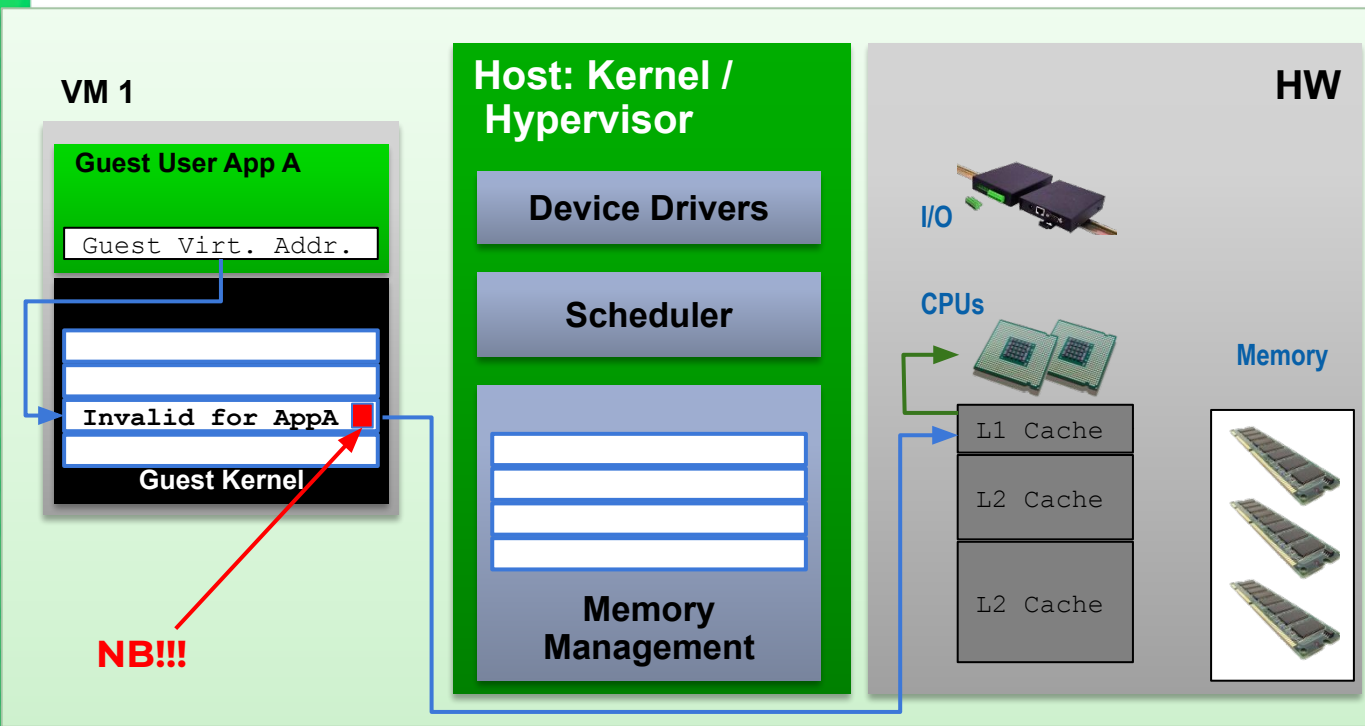 VM 1
Guest User App A
Guest Virt. Addr.
Invalid for AppA
Guest Kernel
NB!!!
Host: Kernel /
Hypervisor
Device Drivers
Scheduler
Memory
Management
HW
I/O
CPUs
Memory
L1 Cache
L2 Cache
L2 Cache